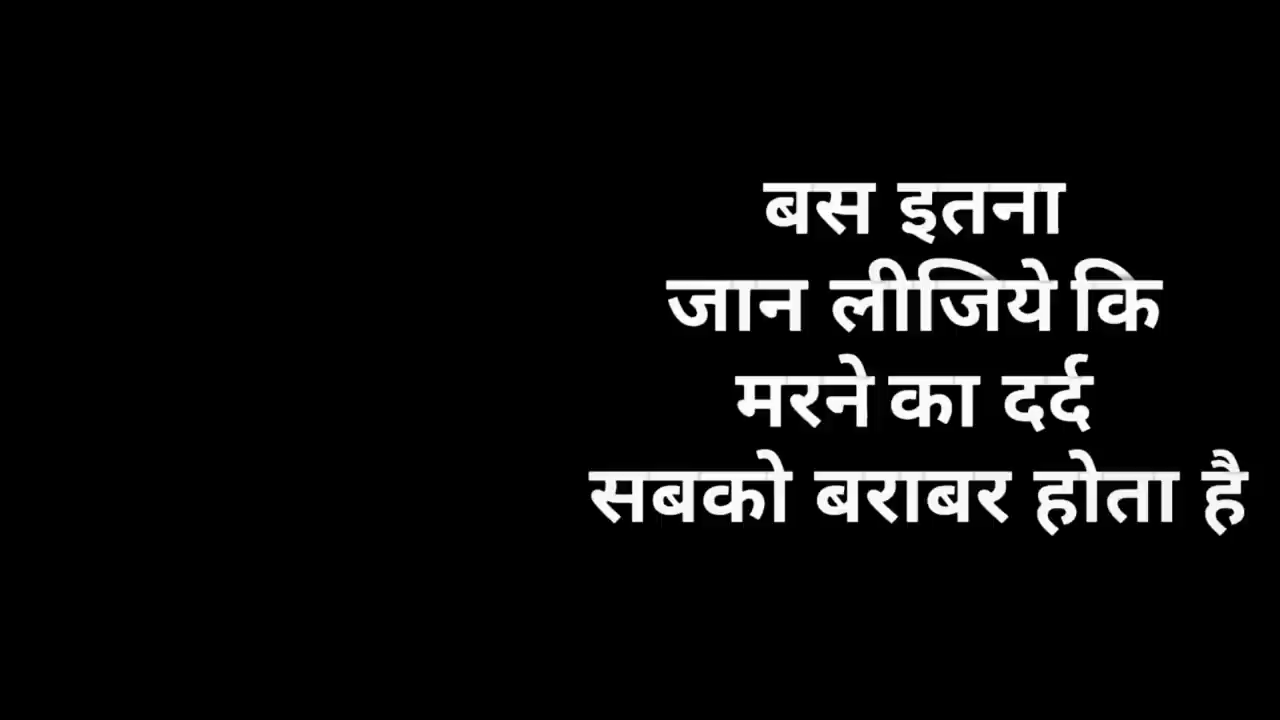 बस इतना
जान लीजिये कि
मरने का दर्द
सबको बराबर होता है